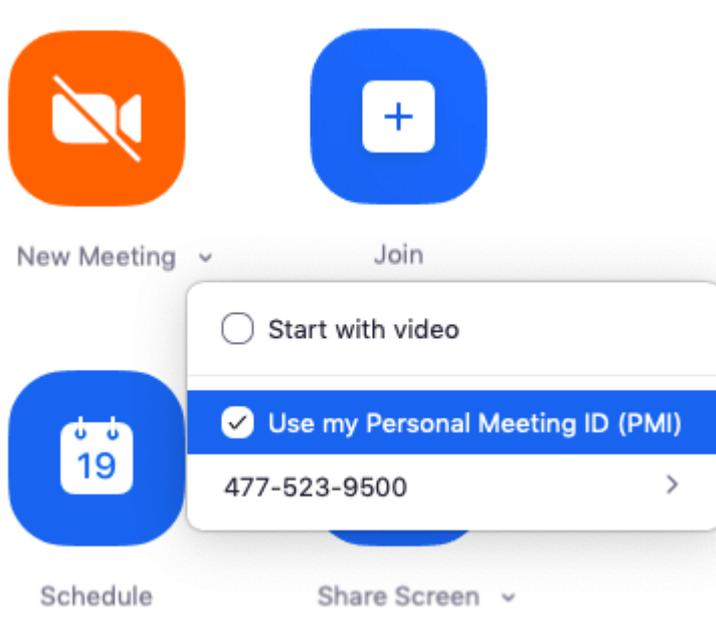 New Meeting
Join
Start with video
Use my Personal Meeting ID (PMI)
477-523-9500
19
Schedule
Share Screen